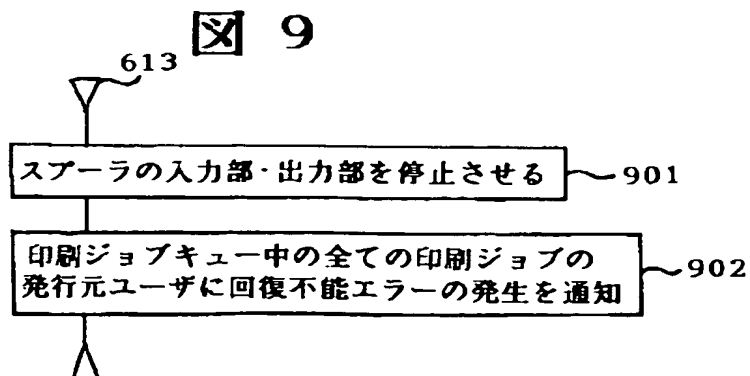 図 9
613
スプーラの入力部・出力部を停止させる
901
印刷ジョブキュー中の全ての印刷ジョブの
発行元ユーザに回復不能エラーの発生を通知
902